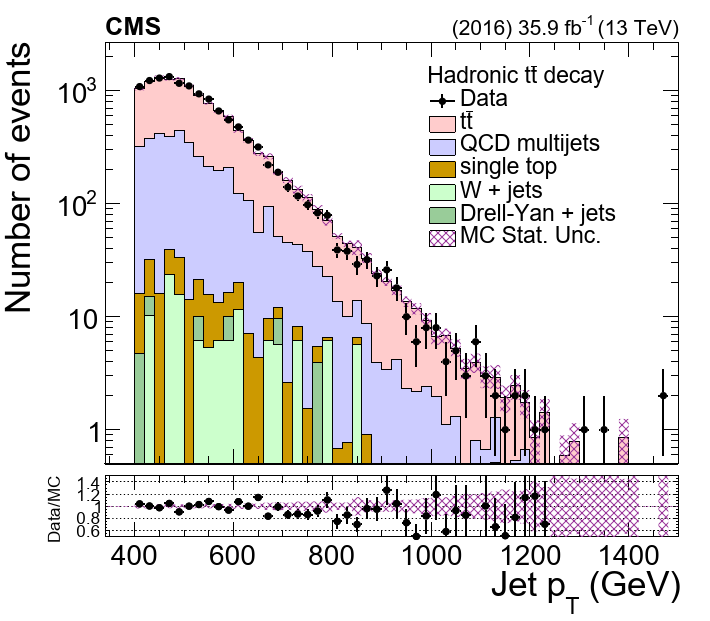 CMS
(2016) 35.9 fb⁻¹ (13 TeV)
Number of events
10³
10²
10
1
Hadronic tt̄ decay
Data
tt̄
QCD multijets
single top
W + jets
Drell-Yan + jets
MC Stat. Unc.
Data/MC
1.4
1.2
1
0.8
0.6
400 600 800 1000 1200 1400
Jet p_T (GeV)